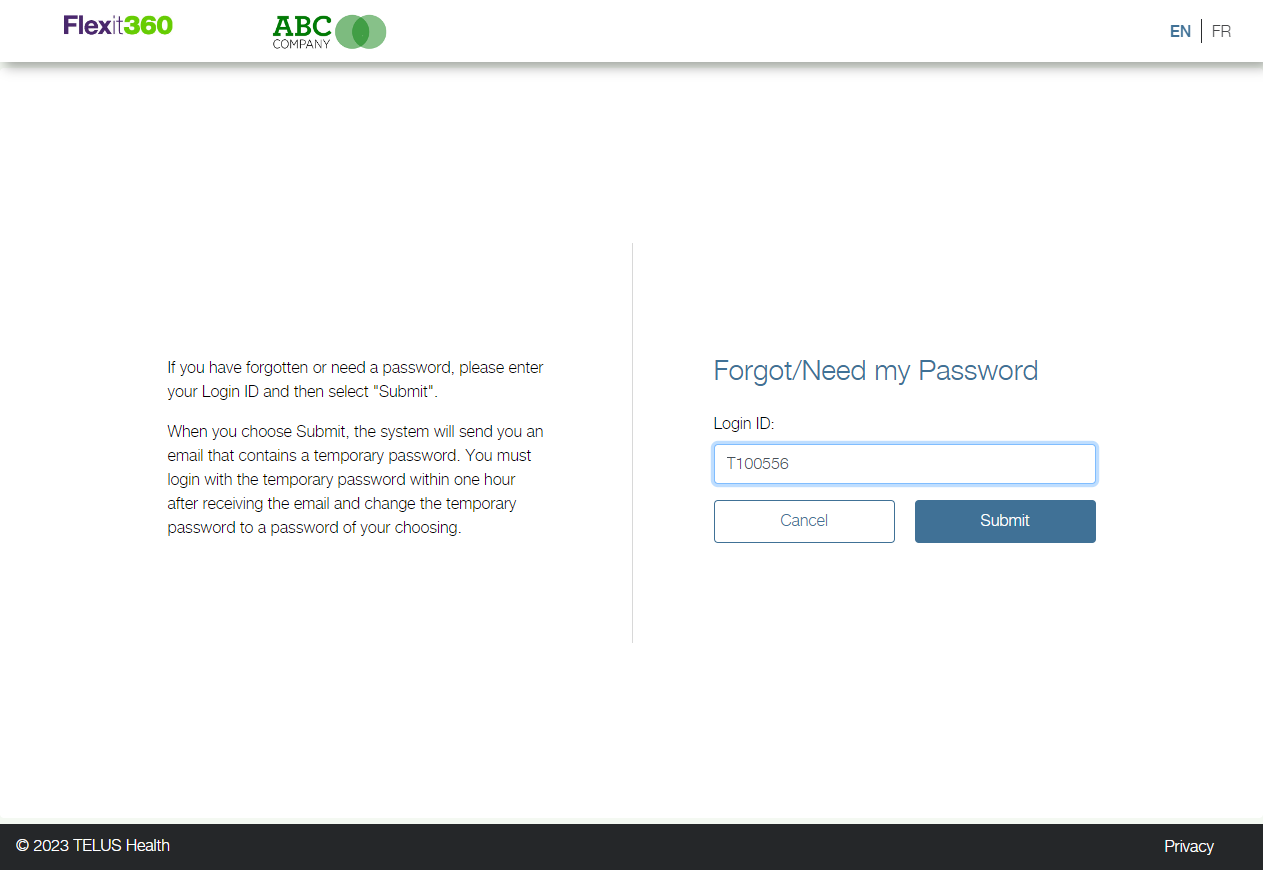 Flexit360
ABC
COMPANY
EN
FR
If you have forgotten or need a password, please enter
your Login ID and then select "Submit".
When you choose Submit, the system will send you an
email that contains a temporary password. You must
login with the temporary password within one hour
after receiving the email and change the temporary
password to a password of your choosing.
Forgot/Need my Password
Login ID:
T100556
Cancel
Submit
© 2023 TELUS Health
Privacy